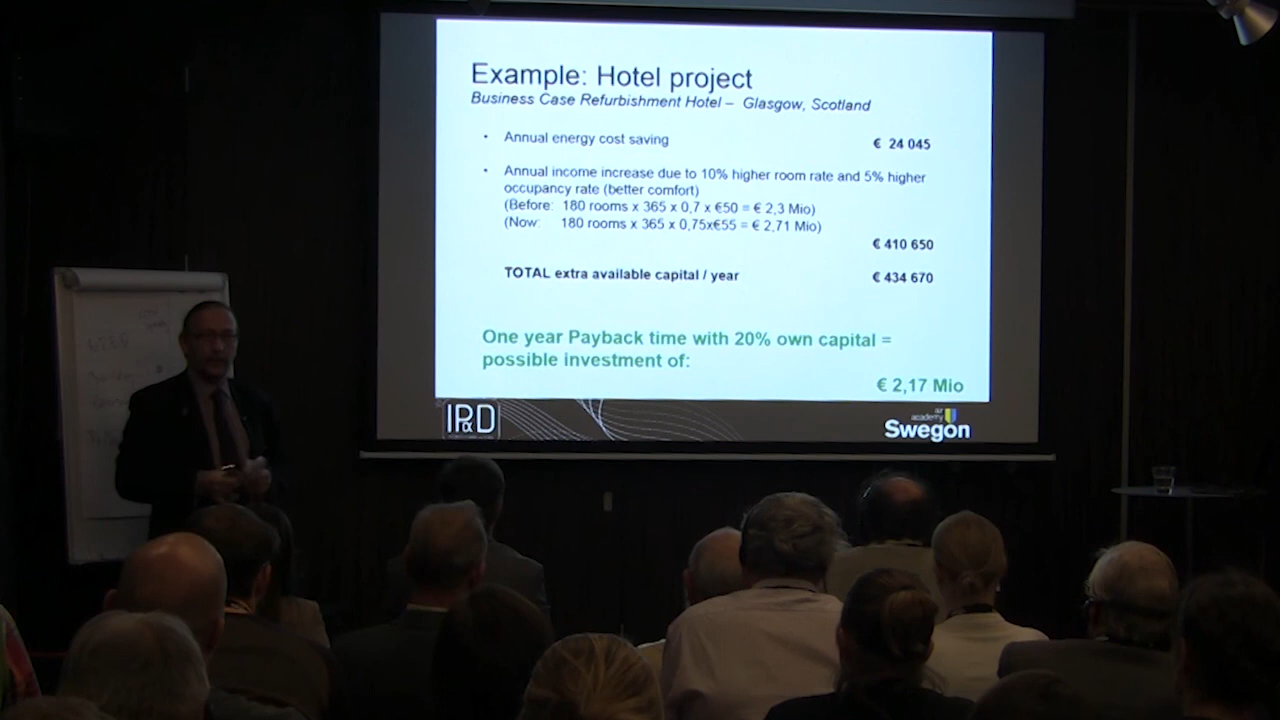 Example: Hotel project
Business Case Refurbishment Hotel – Glasgow, Scotland
• Annual energy cost saving € 24 045
• Annual income increase due to 10% higher room rate and 5% higher
occupancy rate (better comfort)
(Before: 180 rooms x 365 x 0,7 x €50 = € 2,3 Mio)
(Now: 180 rooms x 365 x 0,75x€55 = € 2,71 Mio)
€ 410 650
TOTAL extra available capital / year € 434 670
One year Payback time with 20% own capital =
possible investment of:
€ 2,17 Mio
IP&D
air
academy
Swegon